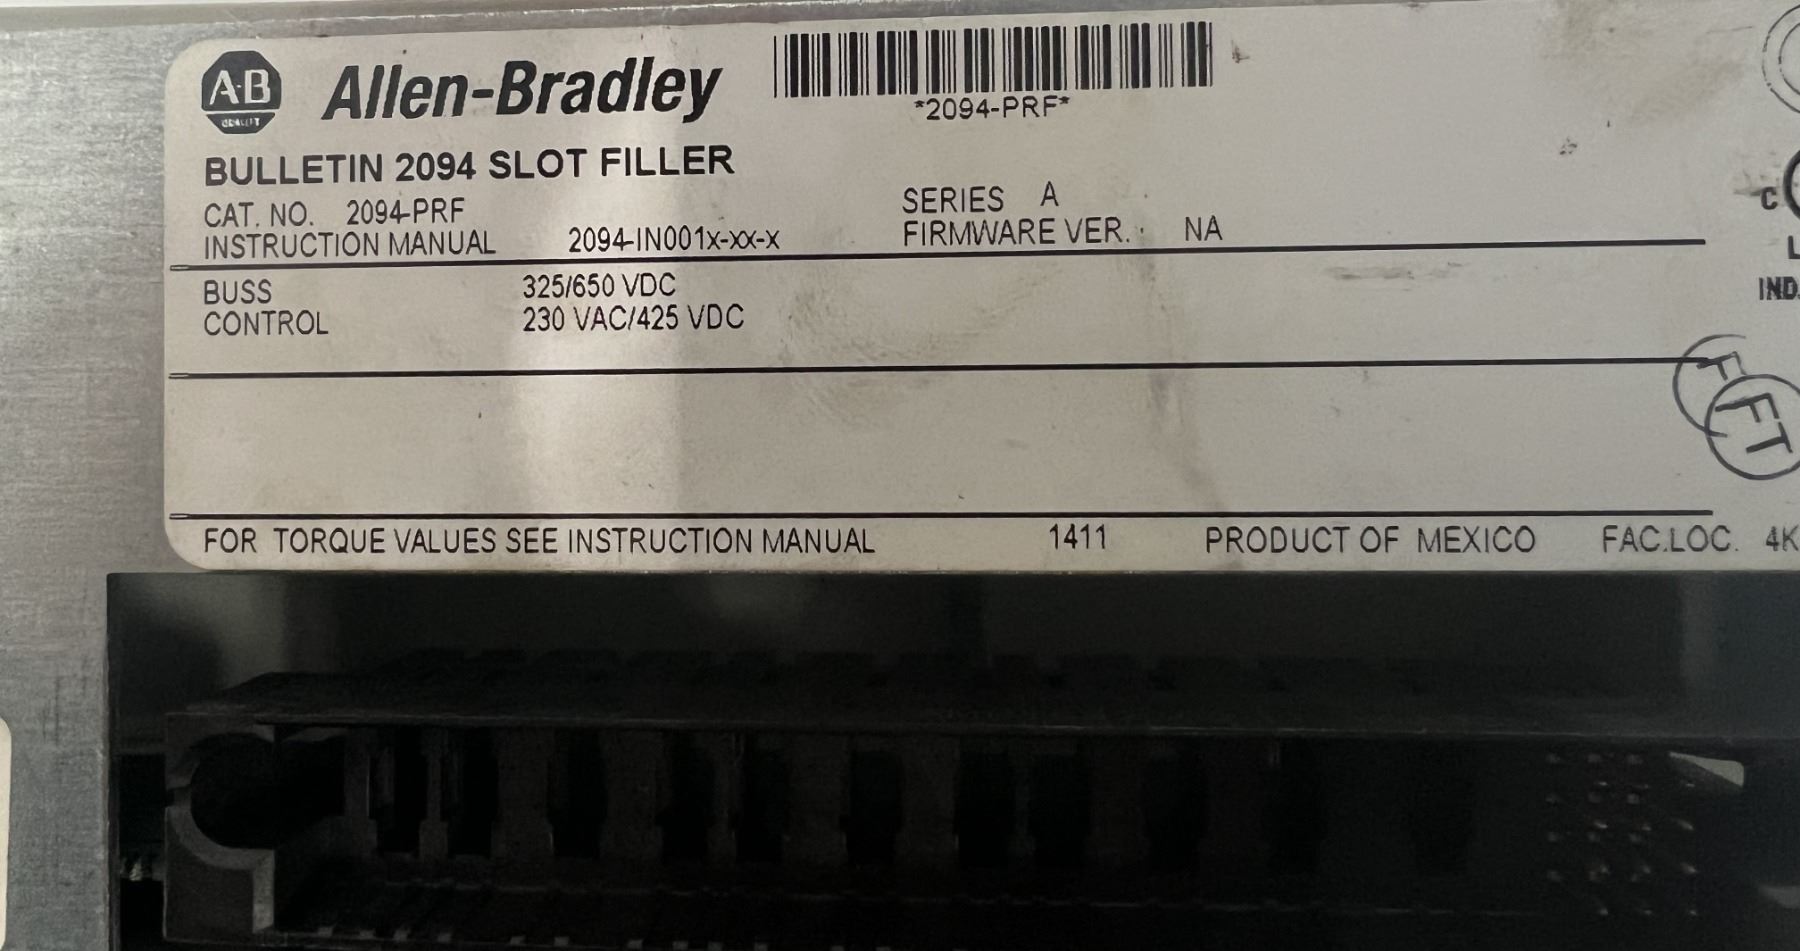 A·B Allen-Bradley
QUALITY
*2094-PRF*
BULLETIN 2094 SLOT FILLER
CAT. NO. 2094-PRF
SERIES A
INSTRUCTION MANUAL 2094-IN001x-xx-x
FIRMWARE VER. NA
C
L
IND.
BUSS 325/650 VDC
CONTROL 230 VAC/425 VDC
F
FT
FOR TORQUE VALUES SEE INSTRUCTION MANUAL 1411 PRODUCT OF MEXICO FAC.LOC. 4K